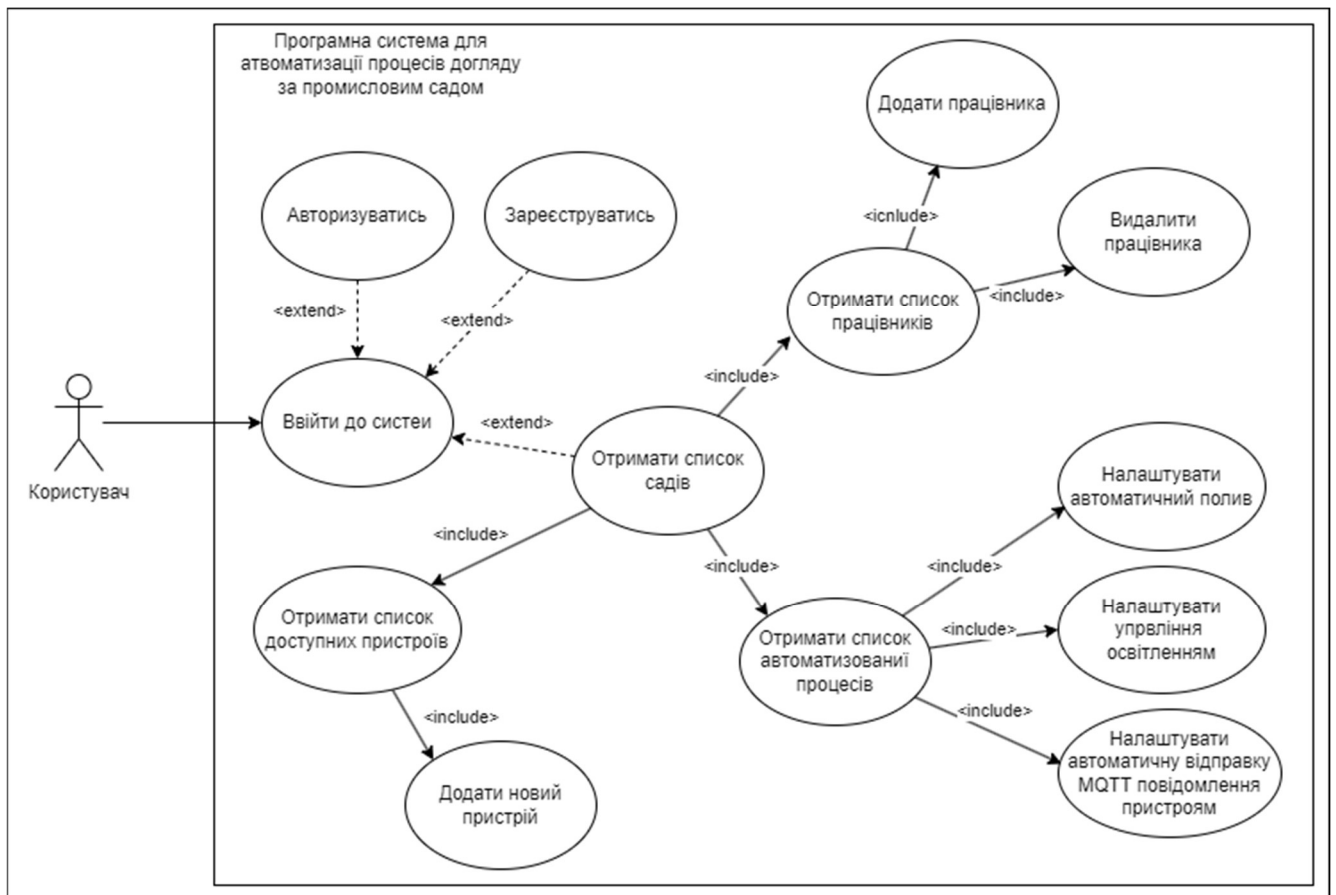 Програмна система для
атвоматизації процесів догляду
за промисловим садом
Додати працівника
Авторизуватись
Зареєструватись
<icnlude>
Видалити
працівника
Отримати список
працівників
<include>
<extend>
<extend>
<include>
Ввійти до систеи
<extend>
Отримати список
садів
Користувач
Налаштувати
автоматичний полив
<include>
<include>
<include>
Отримати список
доступних пристроїв
Отримати список
автоматизованиї
процесів
<include>
Налаштувати
упрвління
освітленням
<include>
<include>
Налаштувати
автоматичну відправку
MQTT повідомлення
пристроям
Додати новий
пристрій